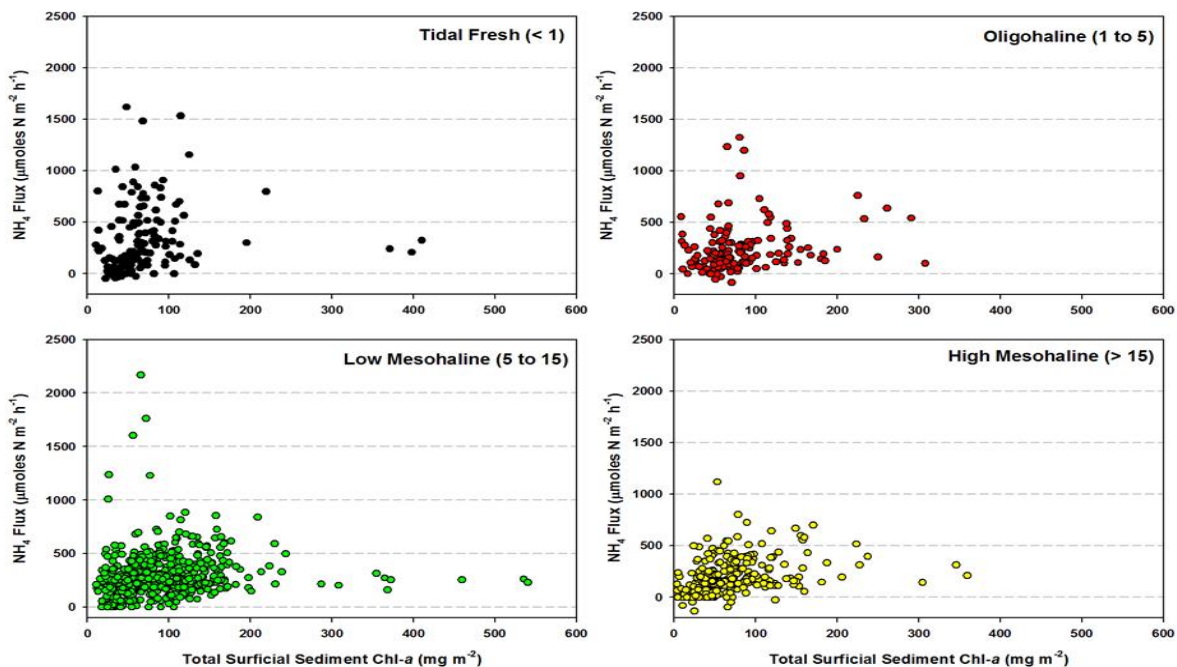 Tidal Fresh (< 1)
NH4 Flux (μmoles N m-2 h-1)
2500
2000
1500
1000
500
0
0 100 200 300 400 500 600
Oligohaline (1 to 5)
NH4 Flux (μmoles N m-2 h-1)
2500
2000
1500
1000
500
0
0 100 200 300 400 500 600
Low Mesohaline (5 to 15)
NH4 Flux (μmoles N m-2 h-1)
2500
2000
1500
1000
500
0
0 100 200 300 400 500 600
Total Surficial Sediment Chl-a (mg m-2)
High Mesohaline (> 15)
NH4 Flux (μmoles N m-2 h-1)
2500
2000
1500
1000
500
0
0 100 200 300 400 500 600
Total Surficial Sediment Chl-a (mg m-2)